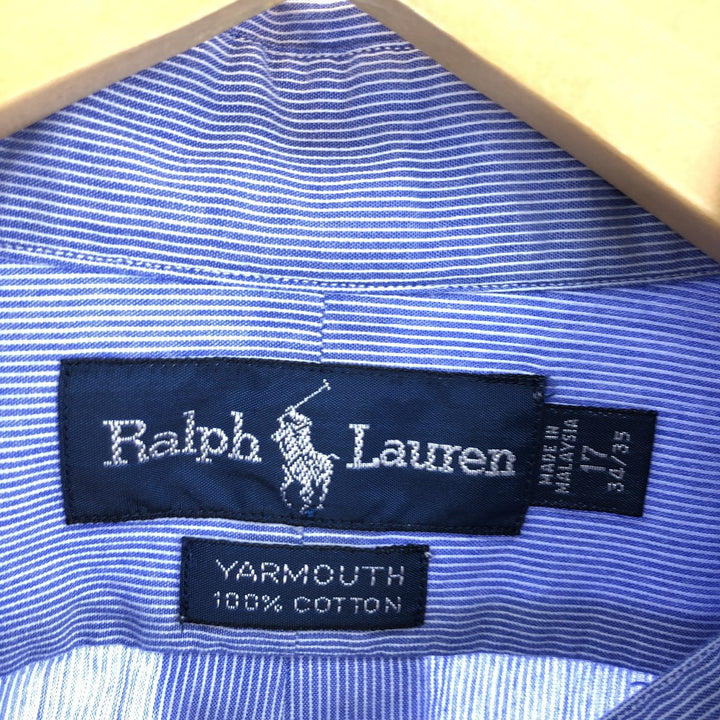 Ralph Lauren
MADE IN
MALAYSIA
17
34/35
YARMOUTH
100% COTTON